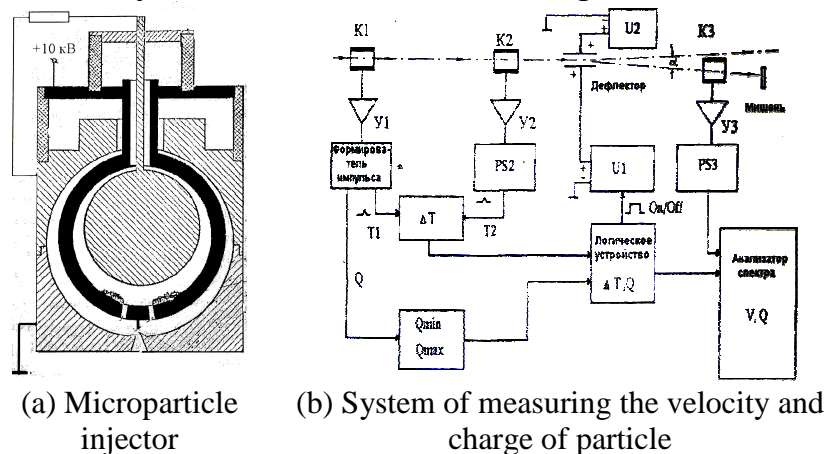 +10 кВ
U2
К1
К2
К3
Дефлектор
Мишень
У1
У2
У3
Формирова-
тель
импульса
PS2
U1
PS3
On/Off
ΔT
T1
T2
Логическое
устройство
ΔT,Q
Анализатор
спектра
V,Q
Q
Qmin
Qmax
(a) Microparticle
injector
(b) System of measuring the velocity and
charge of particle